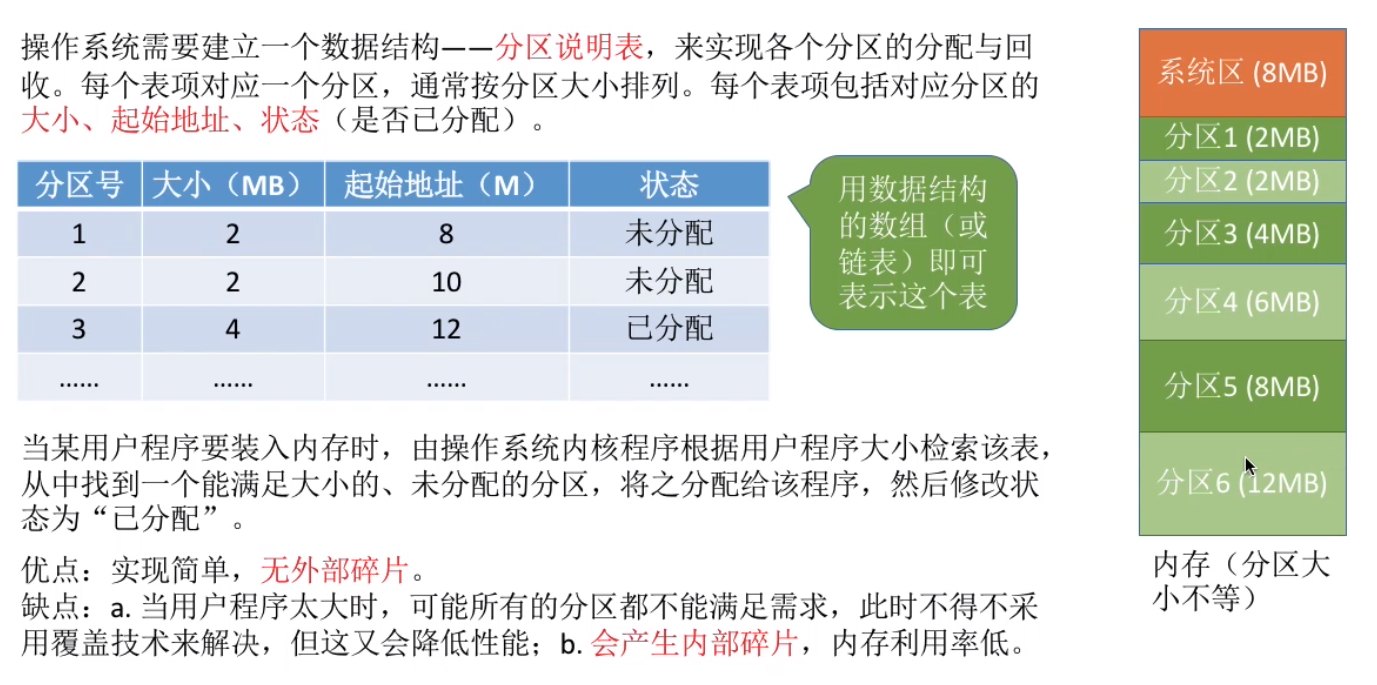 操作系统需要建立一个数据结构——分区说明表，来实现各个分区的分配与回
收。每个表项对应一个分区，通常按分区大小排列。每个表项包括对应分区的
大小、起始地址、状态（是否已分配）。
分区号 大小（MB） 起始地址（M） 状态
1 2 8 未分配
2 2 10 未分配
3 4 12 已分配
...... ...... ...... ......
用数据结构
的数组（或
链表）即可
表示这个表
当某用户程序要装入内存时，由操作系统内核程序根据用户程序大小检索该表，
从中找到一个能满足大小的、未分配的分区，将之分配给该程序，然后修改状
态为“已分配”。
优点：实现简单，无外部碎片。
缺点：a. 当用户程序太大时，可能所有的分区都不能满足需求，此时不得不采
用覆盖技术来解决，但这又会降低性能；b. 会产生内部碎片，内存利用率低。
系统区 (8MB)
分区1 (2MB)
分区2 (2MB)
分区3 (4MB)
分区4 (6MB)
分区5 (8MB)
分区6 (12MB)
内存（分区大
小不等）